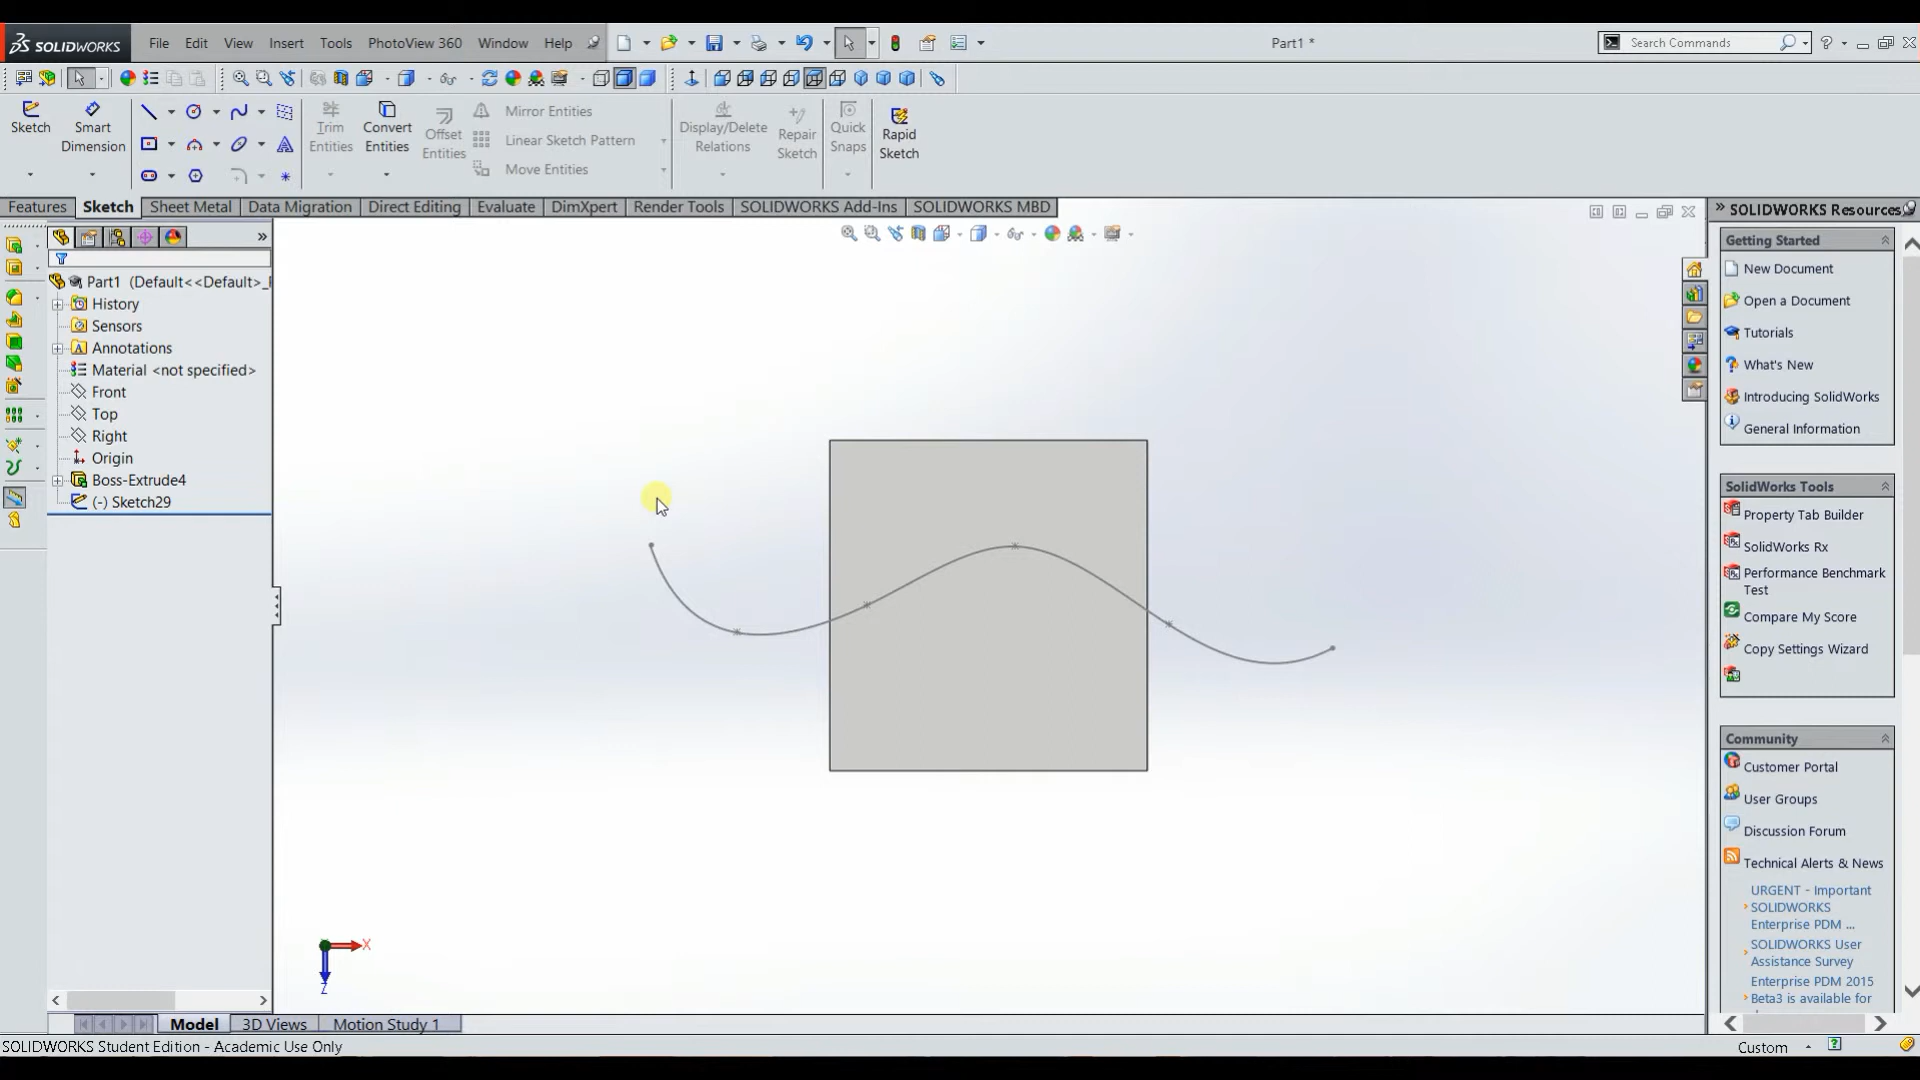 SOLIDWORKS File Edit View Insert Tools PhotoView 360 Window Help Part1 * Search Commands
Sketch Smart Dimension Trim Entities Convert Entities Offset Entities Mirror Entities Linear Sketch Pattern Move Entities Display/Delete Relations Repair Sketch Quick Snaps Rapid Sketch
Features Sketch Sheet Metal Data Migration Direct Editing Evaluate DimXpert Render Tools SOLIDWORKS Add-Ins SOLIDWORKS MBD
Part1 (Default<<Default>_
History
Sensors
Annotations
Material <not specified>
Front
Top
Right
Origin
Boss-Extrude4
(-) Sketch29
X
Z
SOLIDWORKS Resources
Getting Started
New Document
Open a Document
Tutorials
What's New
Introducing SolidWorks
General Information
SolidWorks Tools
Property Tab Builder
SolidWorks Rx
Performance Benchmark
Test
Compare My Score
Copy Settings Wizard
Community
Customer Portal
User Groups
Discussion Forum
Technical Alerts & News
URGENT - Important
SOLIDWORKS
Enterprise PDM ...
SOLIDWORKS User
Assistance Survey
Enterprise PDM 2015
Beta3 is available for
Model 3D Views Motion Study 1
SOLIDWORKS Student Edition - Academic Use Only Custom